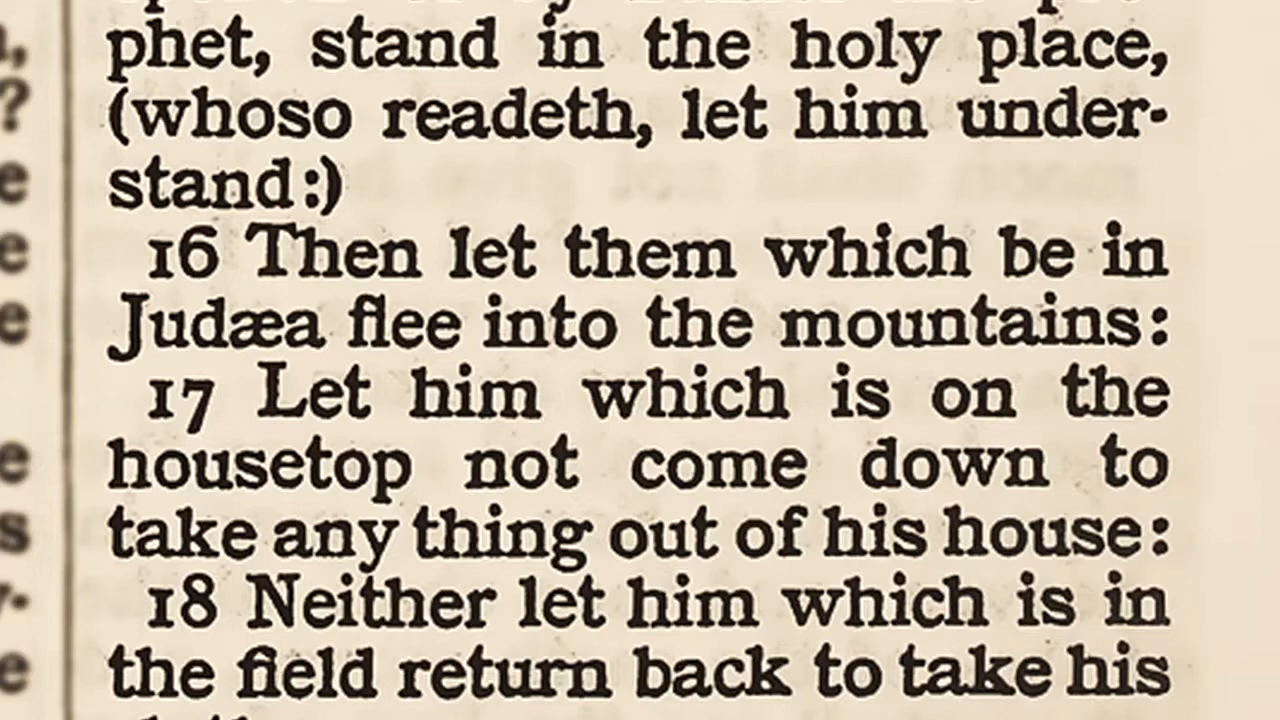 phet, stand in the holy place,
(whoso readeth, let him under-
stand:)
16 Then let them which be in
Judæa flee into the mountains:
17 Let him which is on the
housetop not come down to
take any thing out of his house:
18 Neither let him which is in
the field return back to take his